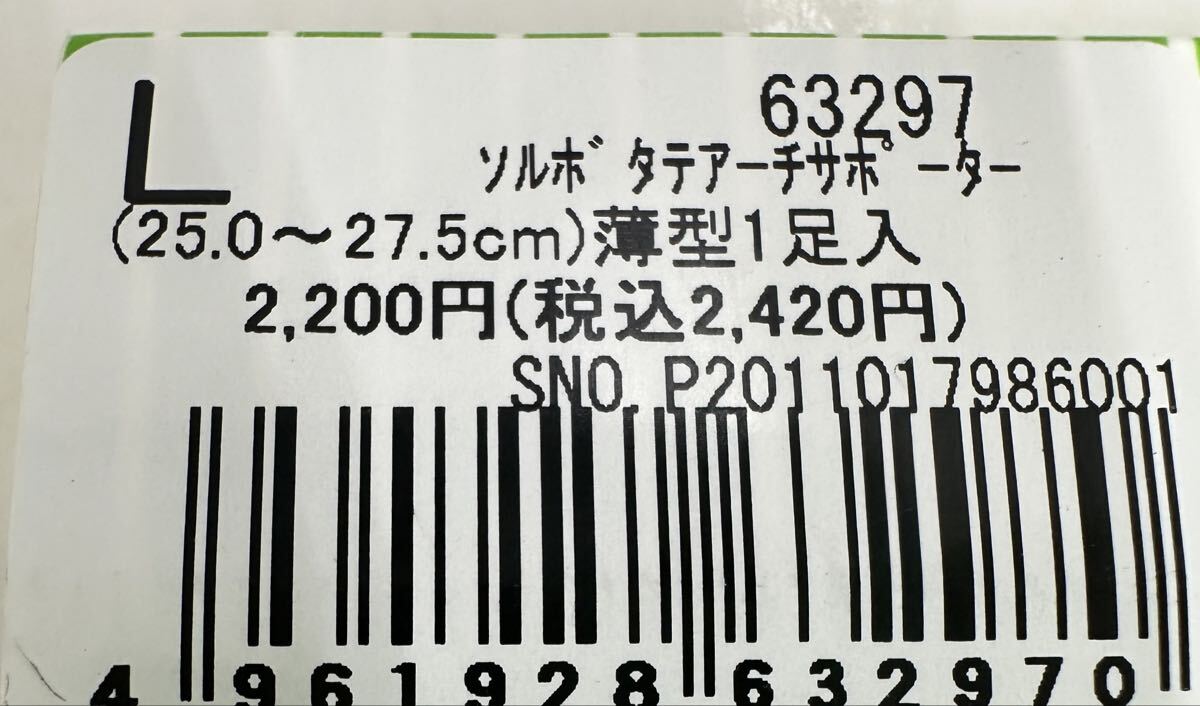 L
63297
ｿﾙﾎﾞ ﾀﾃｱｰﾁｻﾎﾟｰﾀｰ
(25.0～27.5cm)薄型1足入
2,200円(税込2,420円)
SNO. P2011017986001
4 961928 632970